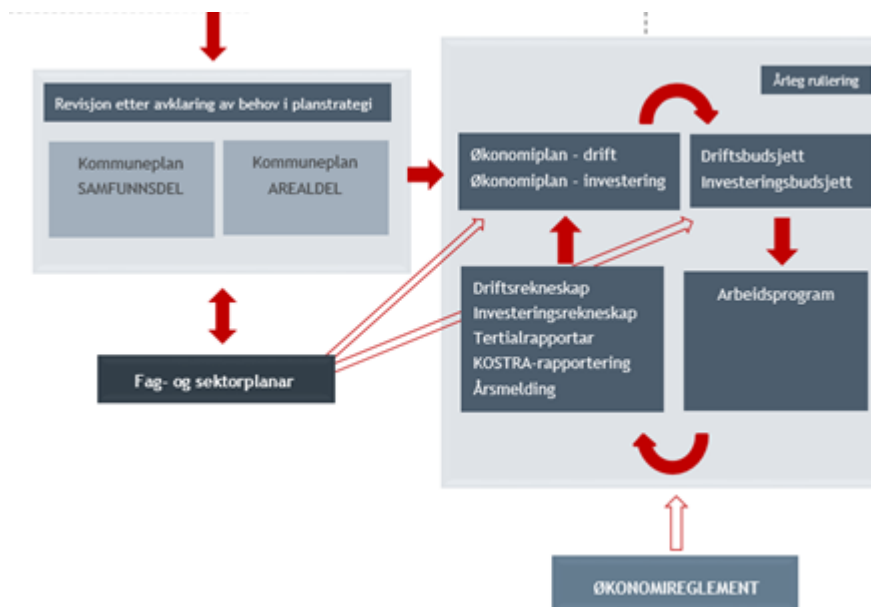 Årleg rullering
Revisjon etter avklaring av behov i planstrategi
Kommuneplan
SAMFUNNSDEL
Kommuneplan
AREALDEL
Økonomiplan - drift
Økonomiplan - investering
Driftsbudsjett
Investeringsbudsjett
Driftsrekneskap
Investeringsrekneskap
Tertialrapportar
KOSTRA-rapportering
Årsmelding
Arbeidsprogram
Fag- og sektorplanar
ØKONOMIREGLEMENT